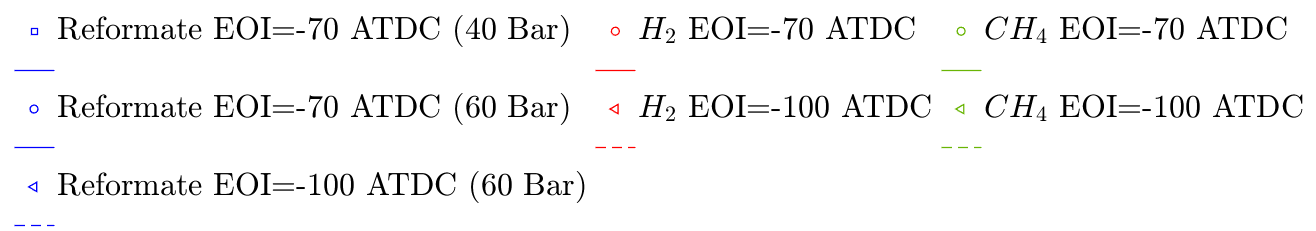 Reformate EOI=-70 ATDC (40 Bar) H₂ EOI=-70 ATDC CH₄ EOI=-70 ATDC
Reformate EOI=-70 ATDC (60 Bar) H₂ EOI=-100 ATDC CH₄ EOI=-100 ATDC
Reformate EOI=-100 ATDC (60 Bar)